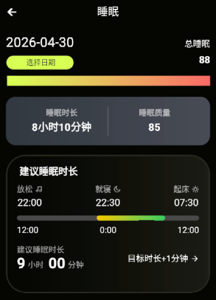 睡眠
2026-04-30
总睡眠
选择日期
88
睡眠时长
睡眠质量
8小时10分钟
85
建议睡眠时长
放松
就寝
起床
22:00
22:30
07:30
12:00
0:00
12:00
建议睡眠时长
9 小时 00 分钟
目标时长+1分钟